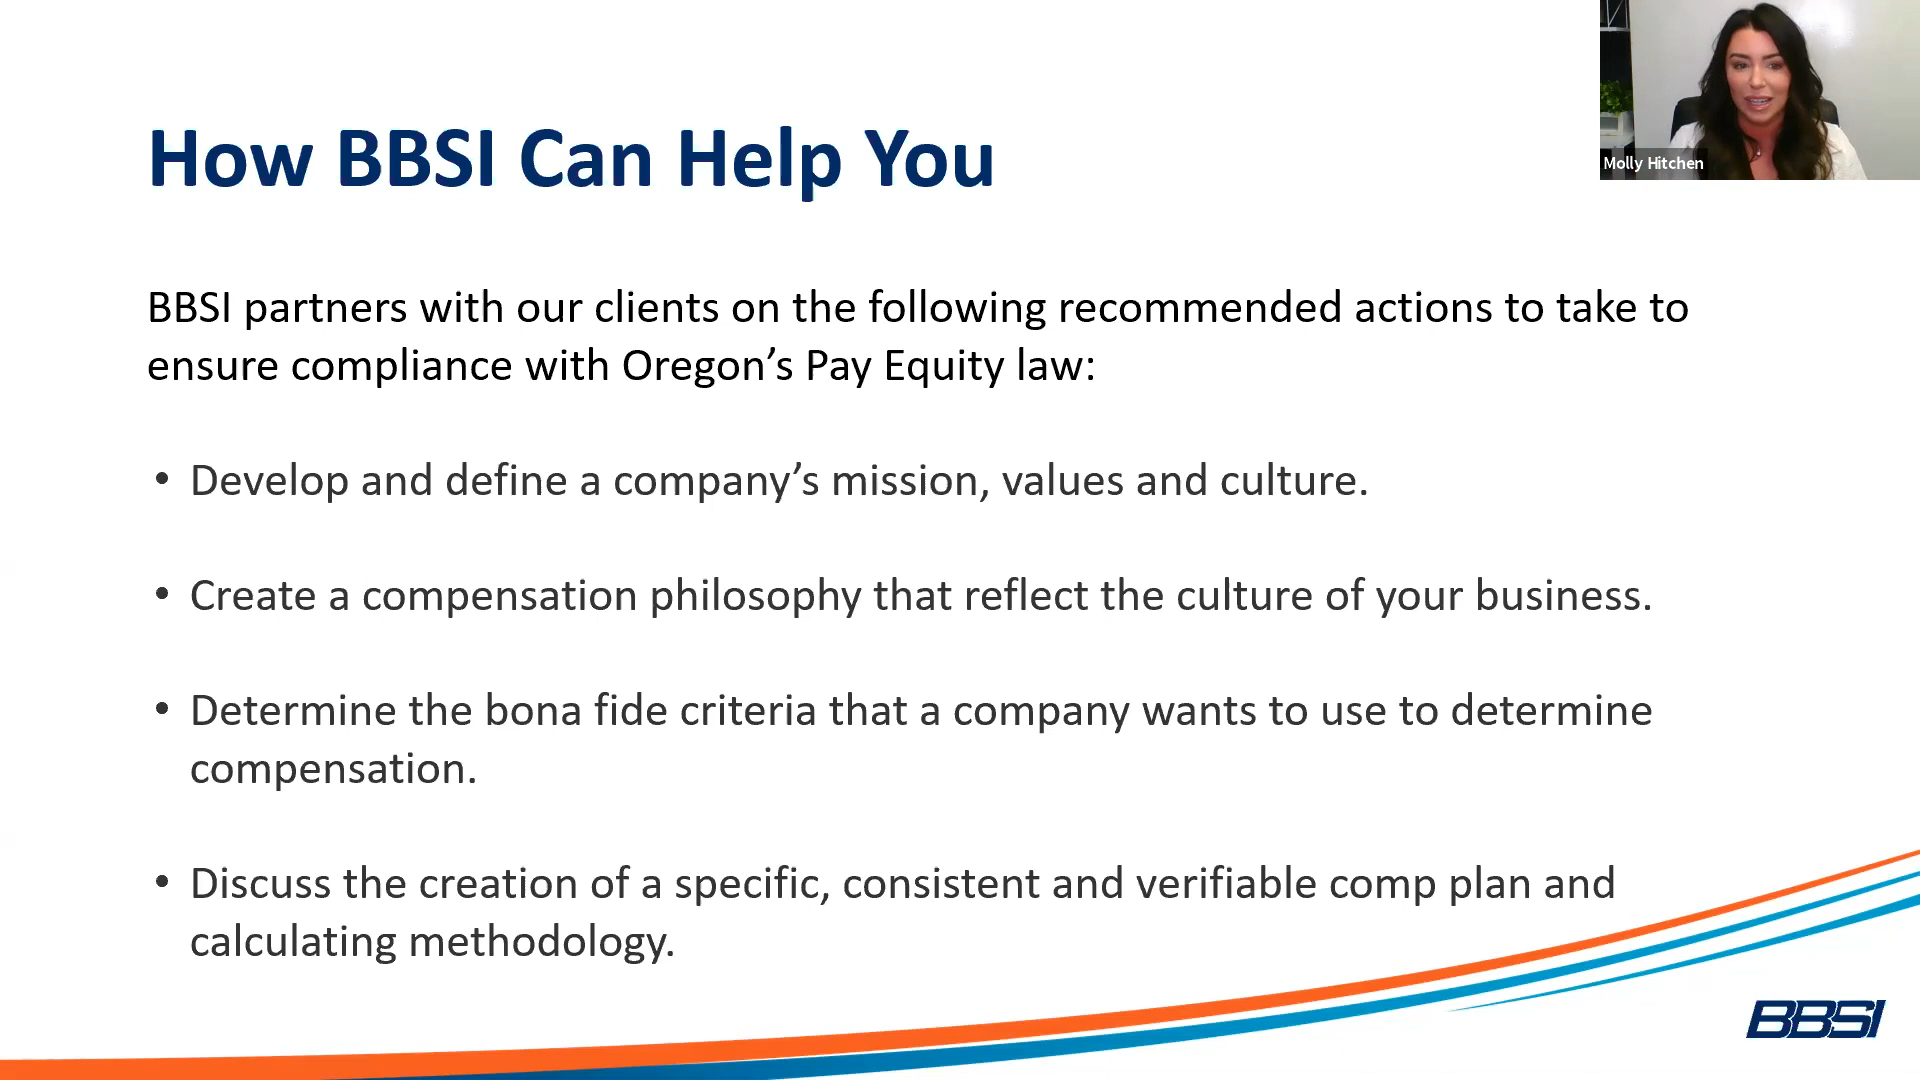 How BBSI Can Help You
Molly Hitchen
BBSI partners with our clients on the following recommended actions to take to
ensure compliance with Oregon’s Pay Equity law:
• Develop and define a company’s mission, values and culture.
• Create a compensation philosophy that reflect the culture of your business.
• Determine the bona fide criteria that a company wants to use to determine
compensation.
• Discuss the creation of a specific, consistent and verifiable comp plan and
calculating methodology.
BBSI